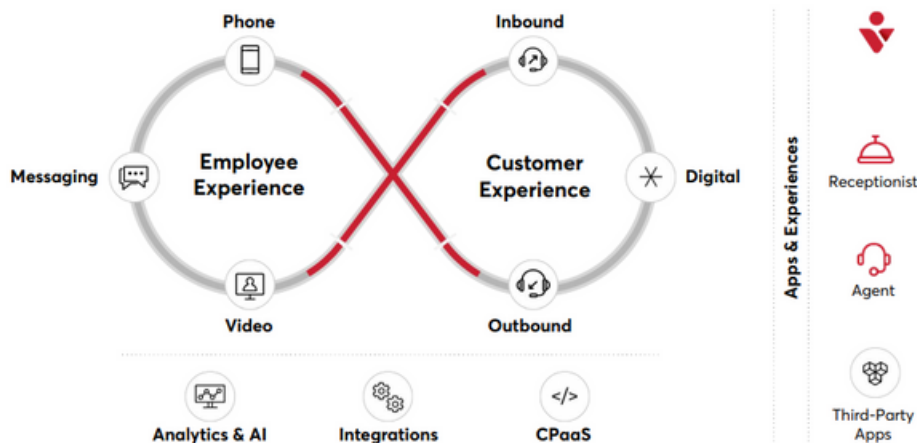 Phone
Inbound
Messaging
Employee
Experience
Customer
Experience
Digital
Video
Outbound
Analytics & AI
Integrations
</>
CPaaS
Apps & Experiences
Receptionist
Agent
Third-Party
Apps